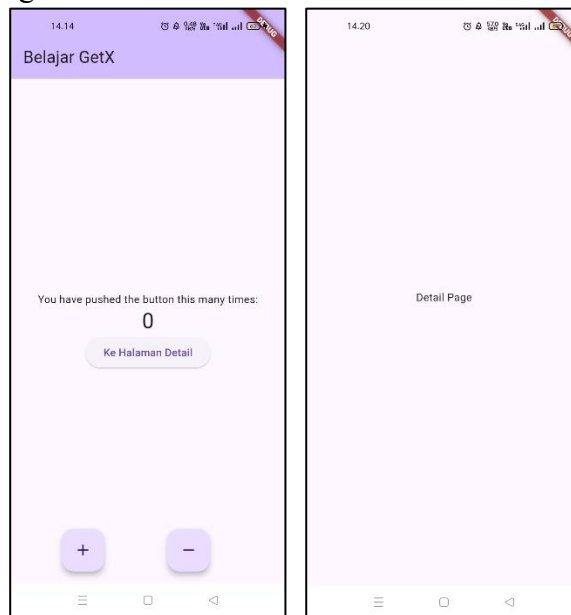 14.14
Belajar GetX
You have pushed the button this many times:
0
Ke Halaman Detail
+
−
14.20
Detail Page